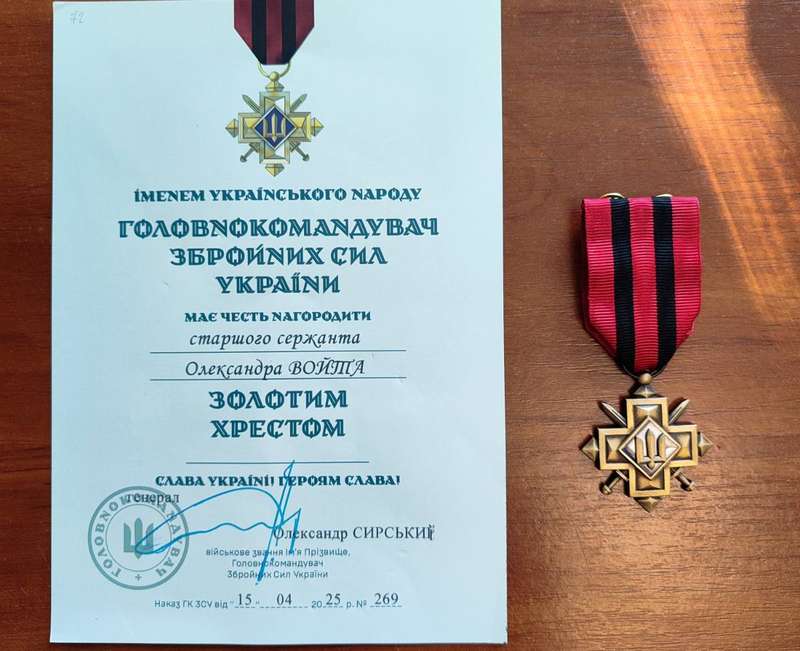 72
ІМЕНЕМ УКРАЇНСЬКОГО НАРОДУ
ГОЛОВНОКОМАНДУВАЧ
ЗБРОЙНИХ СИЛ
УКРАЇНИ
МАЄ ЧЕСТЬ НАГОРОДИТИ
старшого сержанта
Олександра ВОЙТА
ЗОЛОТИМ
ХРЕСТОМ
СЛАВА УКРАЇНІ! ГЕРОЯМ СЛАВА!
генерал
ГОЛОВНОКОМАНДУВАЧ
Олександр СИРСЬКИЙ
військове звання Ім'я Прізвище,
Головнокомандувач
Збройних Сил України
Наказ ГК ЗСУ від "15" 04 2025 р. № 269